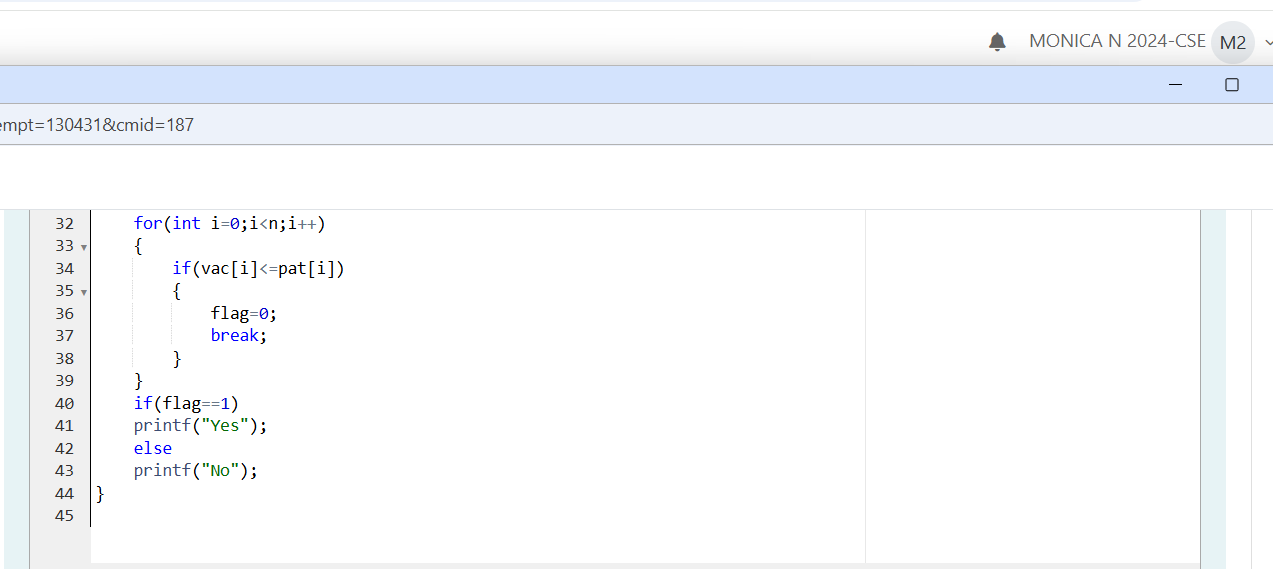 MONICA N 2024-CSE M2
empt=130431&cmid=187
32 for(int i=0;i<n;i++)
33 {
34 if(vac[i]<=pat[i])
35 {
36 flag=0;
37 break;
38 }
39 }
40 if(flag==1)
41 printf("Yes");
42 else
43 printf("No");
44 }
45